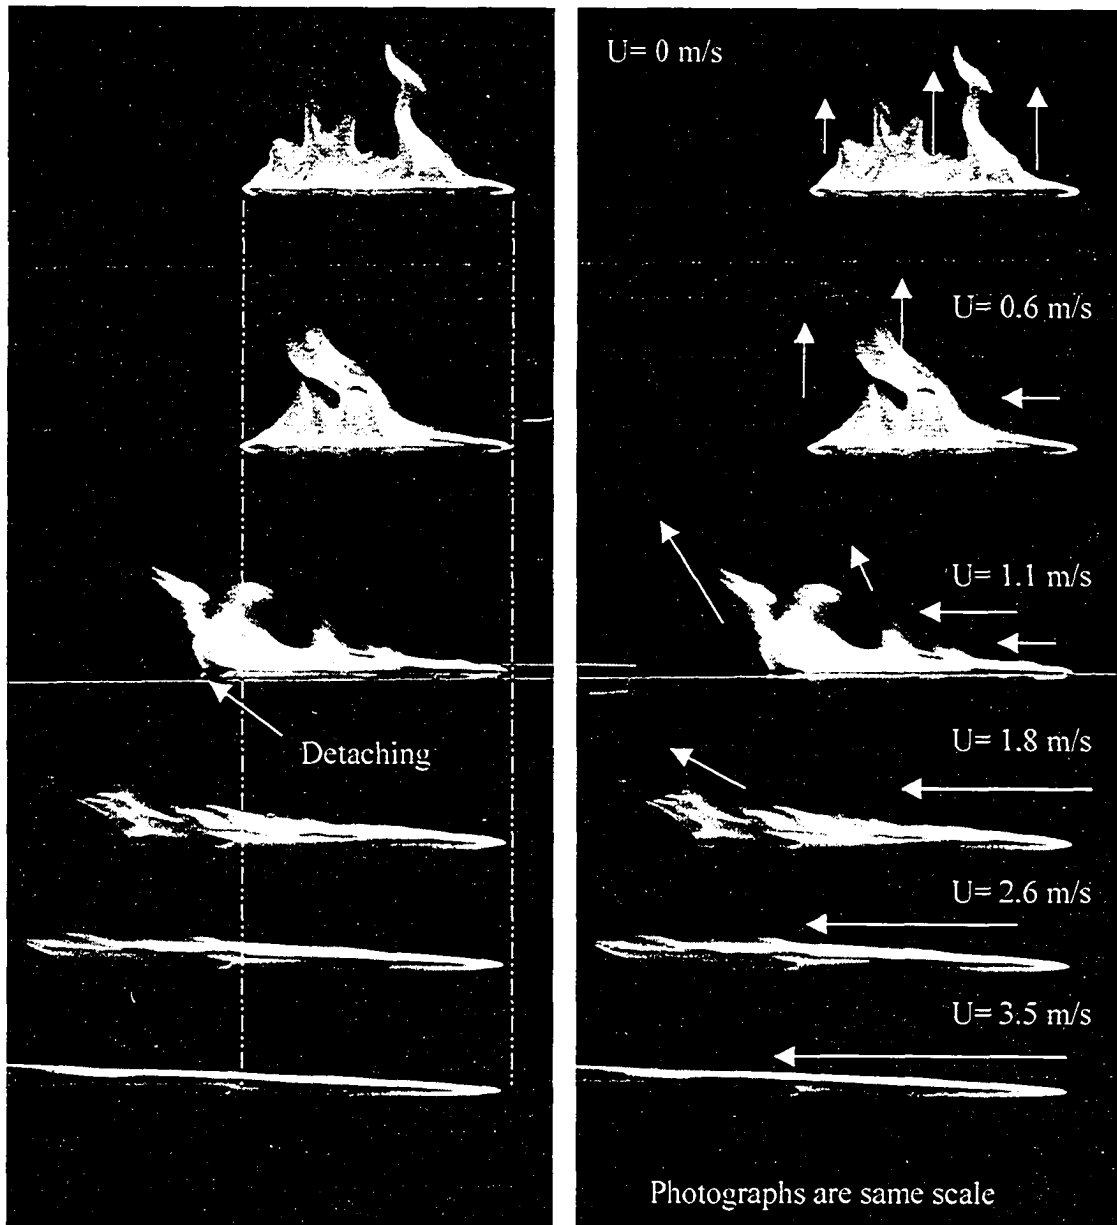 U= 0 m/s
U= 0.6 m/s
U= 1.1 m/s
Detaching
U= 1.8 m/s
U= 2.6 m/s
U= 3.5 m/s
Photographs are same scale